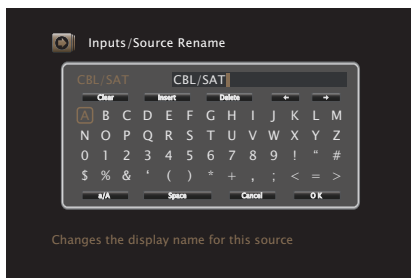 Inputs/Source Rename
CBL/SAT CBL/SAT
Clear Insert Delete ← →
A B C D E F G H I J K L M
N O P Q R S T U V W X Y Z
0 1 2 3 4 5 6 7 8 9 ! “ #
$ % & ‘ ( ) * + , ; < = >
a/A Space Cancel OK
Changes the display name for this source